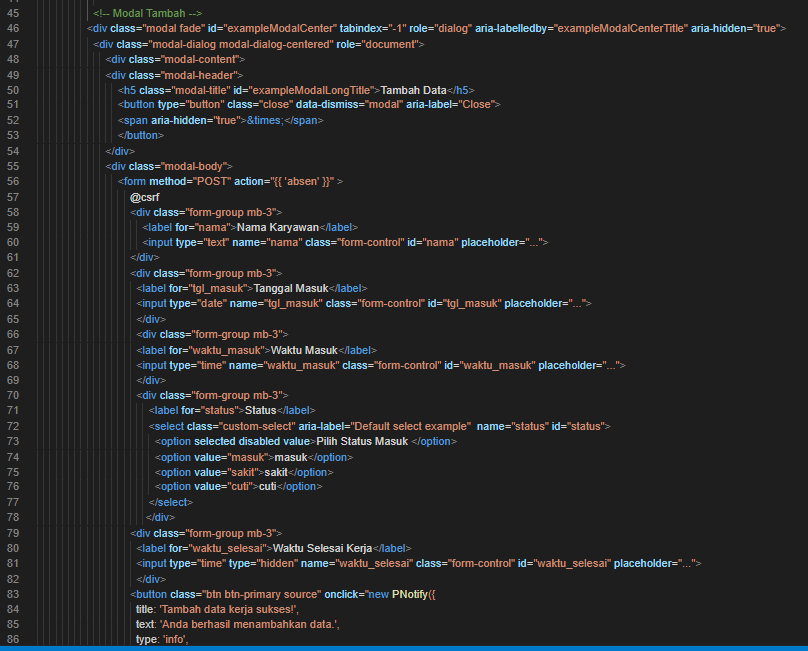 45 <!-- Modal Tambah -->
46 <div class="modal fade" id="exampleModalCenter" tabindex="-1" role="dialog" aria-labelledby="exampleModalCenterTitle" aria-hidden="true">
47 <div class="modal-dialog modal-dialog-centered" role="document">
48 <div class="modal-content">
49 <div class="modal-header">
50 <h5 class="modal-title" id="exampleModalLongTitle">Tambah Data</h5>
51 <button type="button" class="close" data-dismiss="modal" aria-label="Close">
52 <span aria-hidden="true">&times;</span>
53 </button>
54 </div>
55 <div class="modal-body">
56 <form method="POST" action="{{ 'absen' }}" >
57 @csrf
58 <div class="form-group mb-3">
59 <label for="nama">Nama Karyawan</label>
60 <input type="text" name="nama" class="form-control" id="nama" placeholder="...">
61 </div>
62 <div class="form-group mb-3">
63 <label for="tgl_masuk">Tanggal Masuk</label>
64 <input type="date" name="tgl_masuk" class="form-control" id="tgl_masuk" placeholder="...">
65 </div>
66 <div class="form-group mb-3">
67 <label for="waktu_masuk">Waktu Masuk</label>
68 <input type="time" name="waktu_masuk" class="form-control" id="waktu_masuk" placeholder="...">
69 </div>
70 <div class="form-group mb-3">
71 <label for="status">Status</label>
72 <select class="custom-select" aria-label="Default select example"  name="status" id="status">
73 <option selected disabled value>Pilih Status Masuk </option>
74 <option value="masuk">masuk</option>
75 <option value="sakit">sakit</option>
76 <option value="cuti">cuti</option>
77 </select>
78 </div>
79 <div class="form-group mb-3">
80 <label for="waktu_selesai">Waktu Selesai Kerja</label>
81 <input type="time" type="hidden" name="waktu_selesai" class="form-control" id="waktu_selesai" placeholder="...">
82 </div>
83 <button class="btn btn-primary source" onclick="new PNotify({
84 title: 'Tambah data kerja sukses!',
85 text: 'Anda berhasil menambahkan data.',
86 type: 'info',